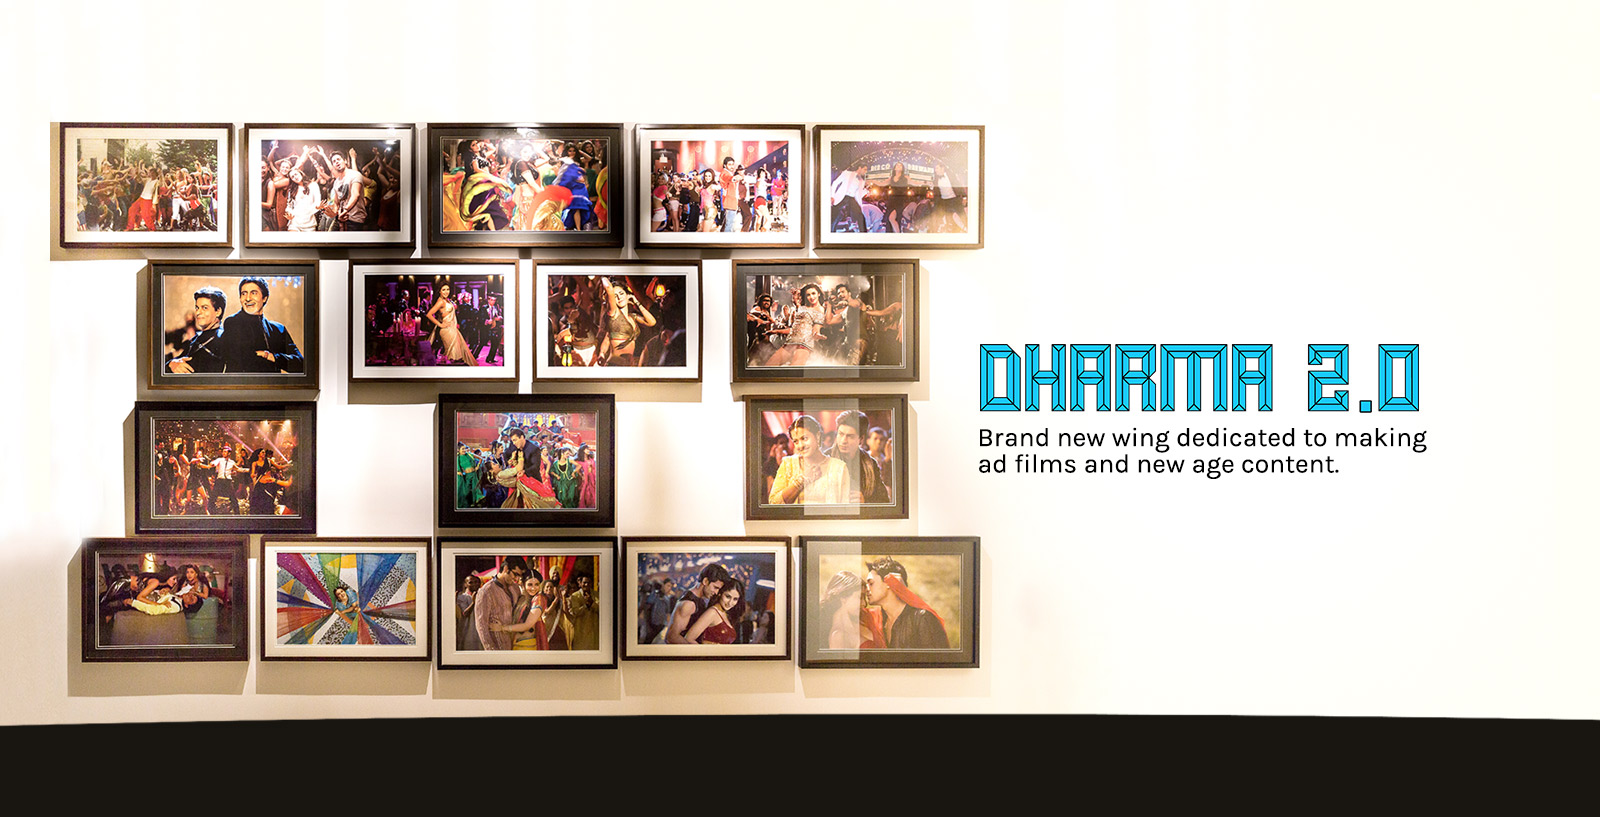 DHARMA 2.0
Brand new wing dedicated to making
ad films and new age content.